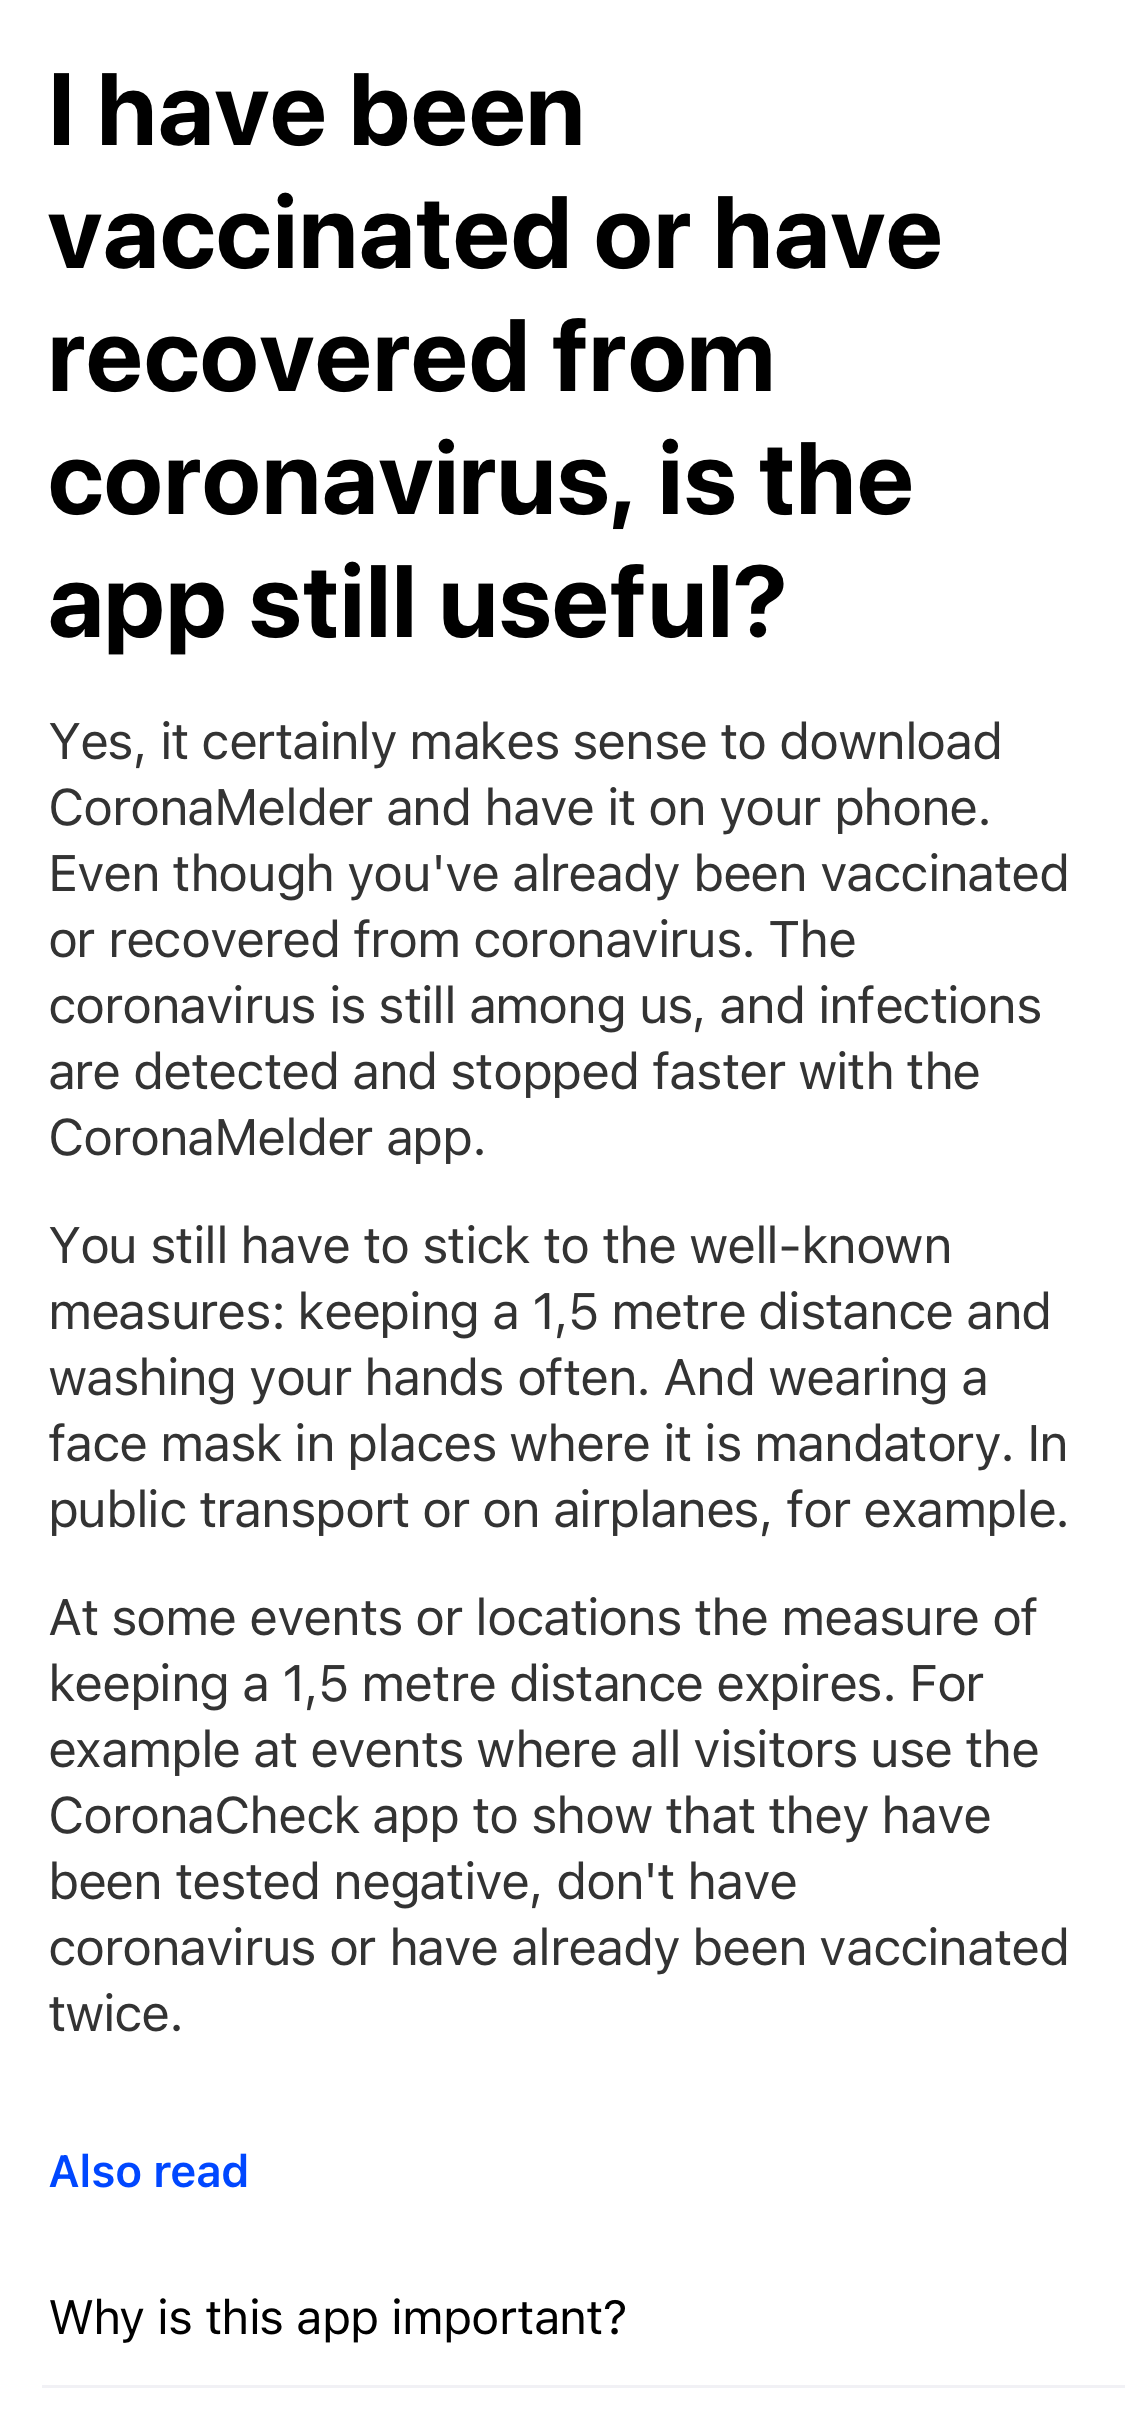 I have been
vaccinated or have
recovered from
coronavirus, is the
app still useful?
Yes, it certainly makes sense to download
CoronaMelder and have it on your phone.
Even though you've already been vaccinated
or recovered from coronavirus. The
coronavirus is still among us, and infections
are detected and stopped faster with the
CoronaMelder app.
You still have to stick to the well-known
measures: keeping a 1,5 metre distance and
washing your hands often. And wearing a
face mask in places where it is mandatory. In
public transport or on airplanes, for example.
At some events or locations the measure of
keeping a 1,5 metre distance expires. For
example at events where all visitors use the
CoronaCheck app to show that they have
been tested negative, don't have
coronavirus or have already been vaccinated
twice.
Also read
Why is this app important?